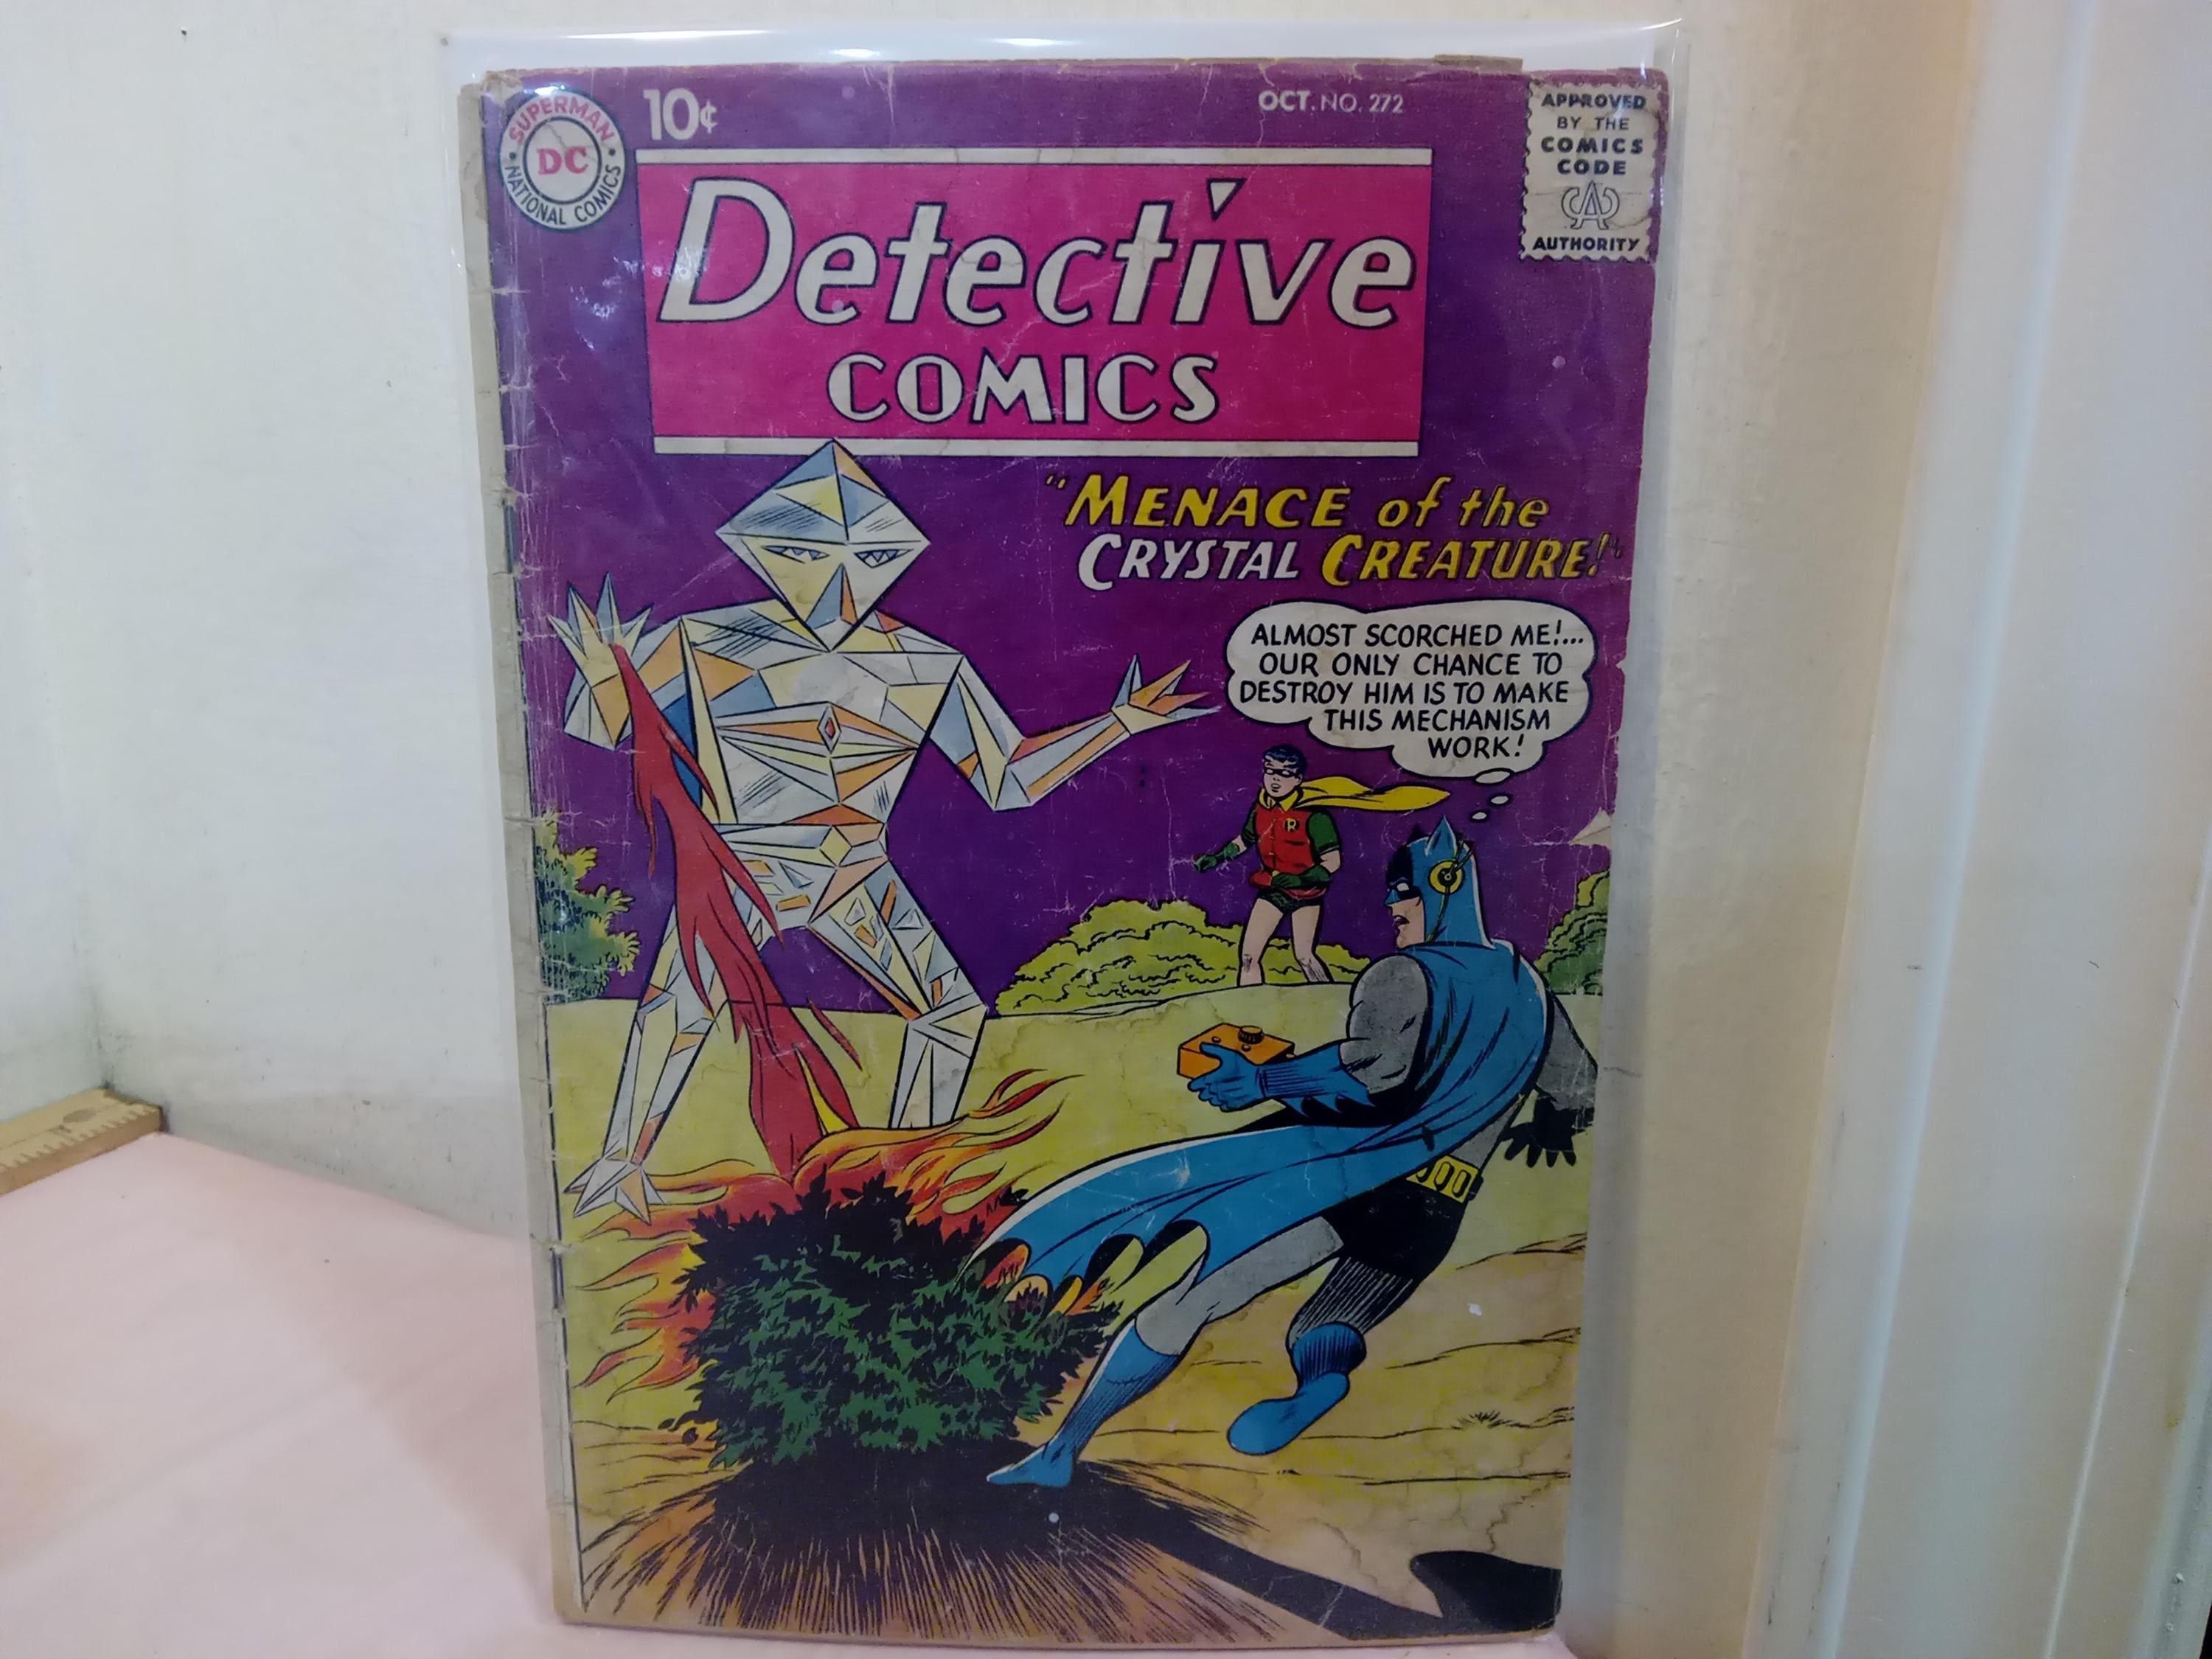 SUPERMAN
DC
NATIONAL COMICS
10¢
OCT. NO. 272
APPROVED
BY THE
COMICS
CODE
CA
AUTHORITY
Detective
COMICS
"MENACE of the
CRYSTAL CREATURE!"
ALMOST SCORCHED ME!...
OUR ONLY CHANCE TO
DESTROY HIM IS TO MAKE
THIS MECHANISM
WORK!
R